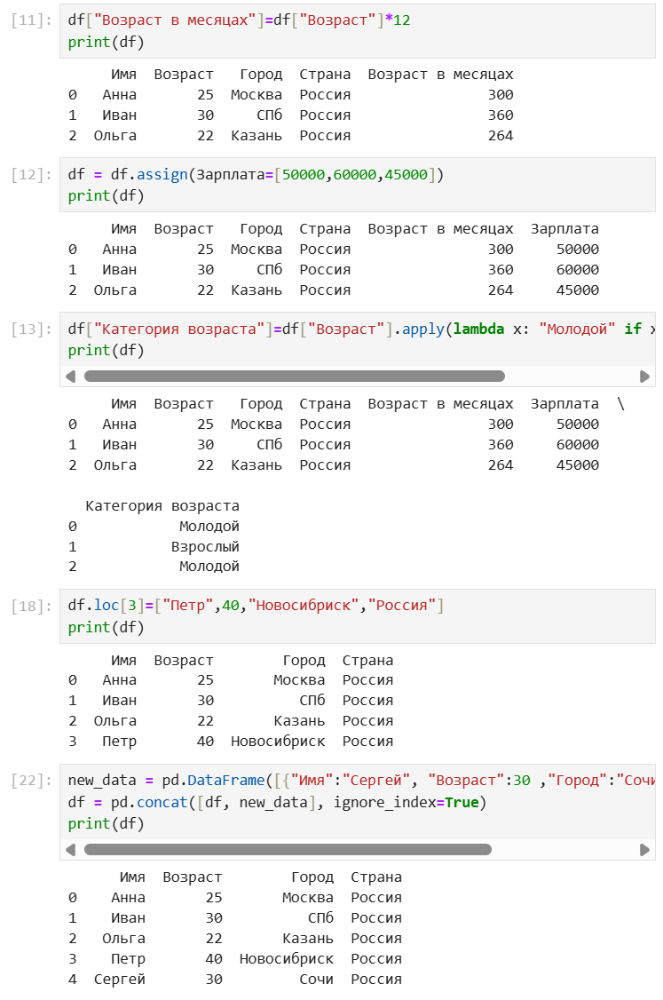 [11]: df["Возраст в месяцах"]=df["Возраст"]*12
print(df)
Имя  Возраст   Город  Страна  Возраст в месяцах
0   Анна       25  Москва  Россия                300
1   Иван       30     СПб  Россия                360
2  Ольга       22  Казань  Россия                264
[12]: df = df.assign(Зарплата=[50000,60000,45000])
print(df)
Имя  Возраст   Город  Страна  Возраст в месяцах  Зарплата
0   Анна       25  Москва  Россия                300     50000
1   Иван       30     СПб  Россия                360     60000
2  Ольга       22  Казань  Россия                264     45000
[13]: df["Категория возраста"]=df["Возраст"].apply(lambda x: "Молодой" if x
print(df)
Имя  Возраст   Город  Страна  Возраст в месяцах  Зарплата  \
0   Анна       25  Москва  Россия                300     50000
1   Иван       30     СПб  Россия                360     60000
2  Ольга       22  Казань  Россия                264     45000
Категория возраста
0            Молодой
1           Взрослый
2            Молодой
[18]: df.loc[3]=["Петр",40,"Новосибриск","Россия"]
print(df)
Имя  Возраст        Город  Страна
0   Анна       25       Москва  Россия
1   Иван       30          СПб  Россия
2  Ольга       22       Казань  Россия
3   Петр       40  Новосибриск  Россия
[22]: new_data = pd.DataFrame([{"Имя":"Сергей", "Возраст":30 ,"Город":"Сочи
df = pd.concat([df, new_data], ignore_index=True)
print(df)
Имя  Возраст        Город  Страна
0    Анна       25       Москва  Россия
1    Иван       30          СПб  Россия
2   Ольга       22       Казань  Россия
3    Петр       40  Новосибриск  Россия
4  Сергей       30         Сочи  Россия